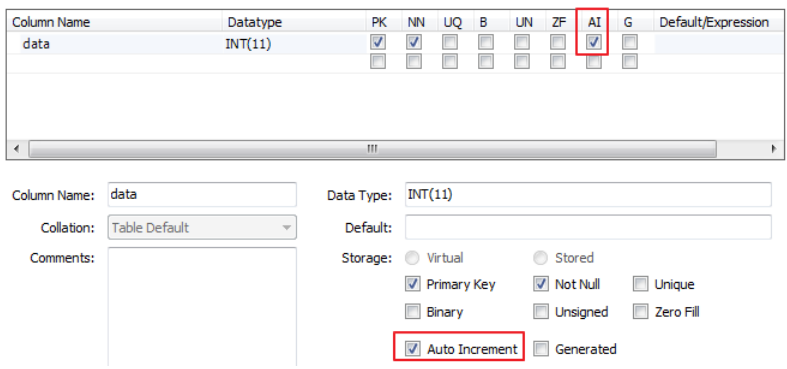 Column Name Datatype PK NN UQ B UN ZF AI G Default/Expression
data INT(11)
Column Name: data Data Type: INT(11)
Collation: Table Default Default:
Comments: Storage: Virtual Stored
Primary Key Not Null Unique
Binary Unsigned Zero Fill
Auto Increment Generated